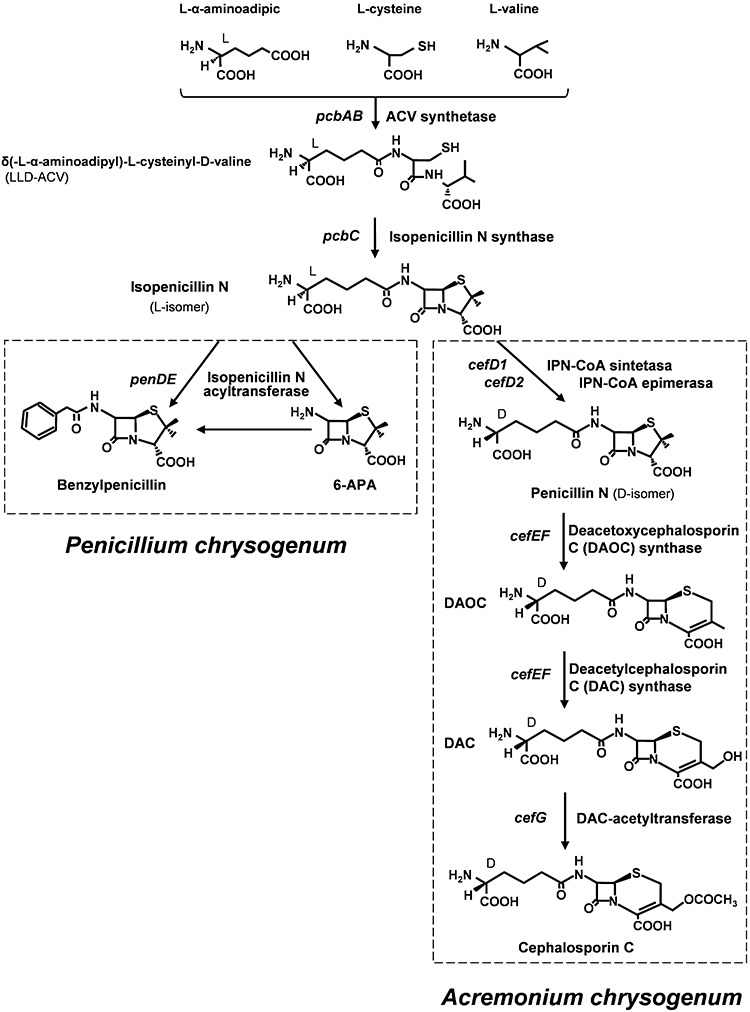 L-α-aminoadipic L-cysteine L-valine
L
H₂N COOH H₂N SH H₂N
H COOH COOH COOH
pcbAB ACV synthetase
L SH
δ(-L-α-aminoadipyl)-L-cysteinyl-D-valine
(LLD-ACV)
H₂N H N
H COOH O O HN
COOH
pcbC Isopenicillin N synthase
Isopenicillin N
(L-isomer)
L H
H₂N N S
H COOH O O N
COOH
penDE Isopenicillin N
acyltransferase
H
N S H₂N S
O O N O N
COOH COOH
Benzylpenicillin 6-APA
Penicillium chrysogenum
cefD1 IPN-CoA sintetasa
cefD2 IPN-CoA epimerasa
D H
H₂N N S
H COOH O O N
COOH
Penicillin N (D-isomer)
cefEF Deacetoxycephalosporin
C (DAOC) synthase
DAOC
D H
H₂N N S
H COOH O O N
COOH
cefEF Deacetylcephalosporin
C (DAC) synthase
DAC
D H
H₂N N S
H COOH O O N OH
COOH
cefG DAC-acetyltransferase
D H
H₂N N S
H COOH O O N OCOCH₃
COOH
Cephalosporin C
Acremonium chrysogenum